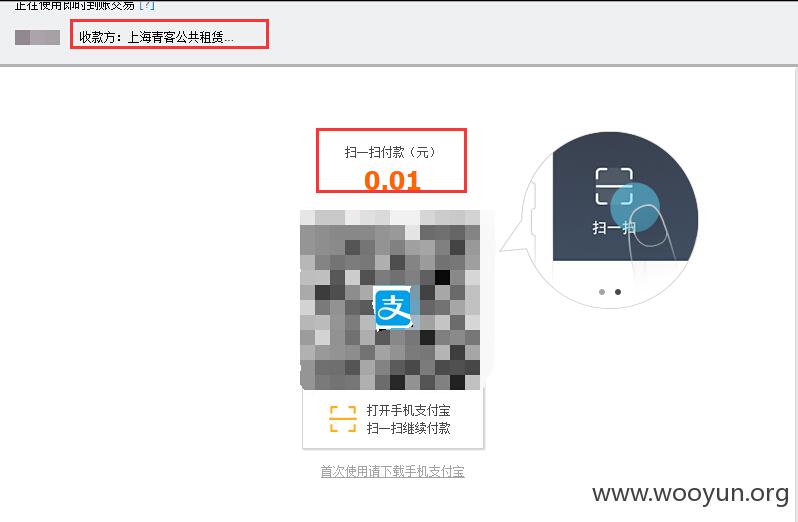 正在使用即时到账交易 [?]
收款方：上海青客公共租赁...
扫一扫付款（元）
0.01
扫一扫
支
打开手机支付宝
扫一扫继续付款
首次使用请下载手机支付宝
www.wooyun.org